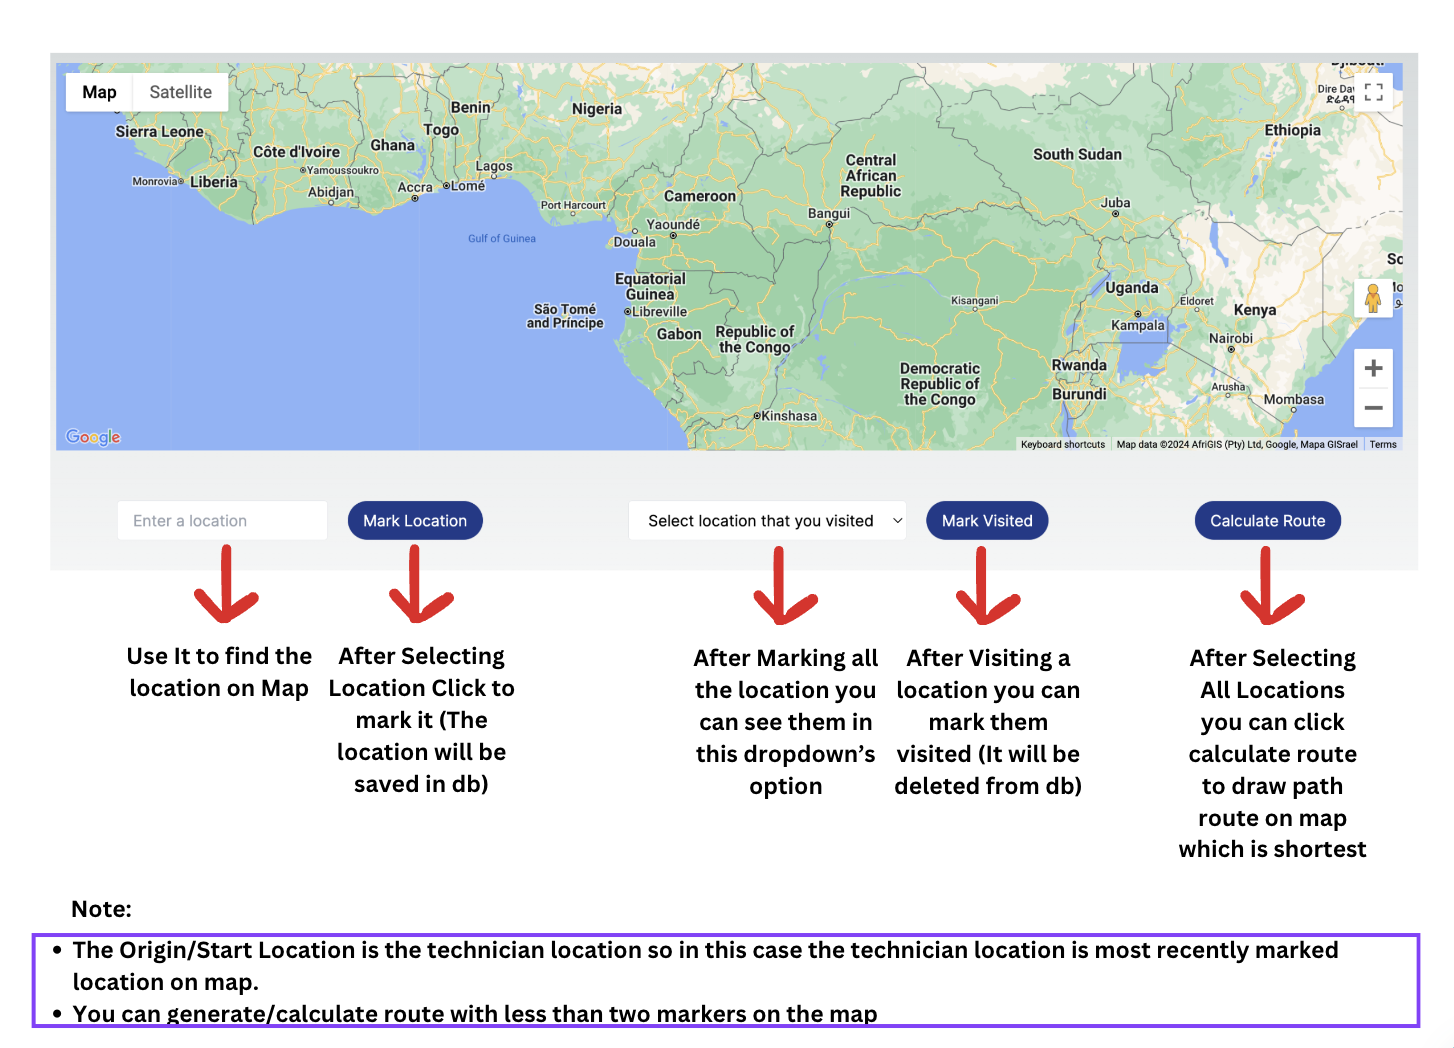 Map Satellite
Djibouti
Dire Daw
ድሬዳዋ
Benin
Nigeria
Togo
Sierra Leone
Ghana
Côte d'Ivoire
Ethiopia
South Sudan
Central
African
Republic
Lagos
Yamoussoukro
Monrovia
Liberia
Abidjan
Accra
Lomé
Cameroon
Port Harcourt
Bangui
Juba
Yaoundé
Douala
Gulf of Guinea
Equatorial
Guinea
Uganda
Kisangani
Eldoret
Kenya
São Tomé
and Príncipe
Libreville
Gabon
Republic of
the Congo
Kampala
Nairobi
Democratic
Republic of
the Congo
Rwanda
Burundi
Arusha
Mombasa
Kinshasa
Google
Keyboard shortcuts Map data ©2024 AfriGIS (Pty) Ltd, Google, Mapa GISrael Terms
Enter a location Mark Location Select location that you visited Mark Visited Calculate Route
Use It to find the
location on Map
After Selecting
Location Click to
mark it (The
location will be
saved in db)
After Marking all
the location you
can see them in
this dropdown’s
option
After Visiting a
location you can
mark them
visited (It will be
deleted from db)
After Selecting
All Locations
you can click
calculate route
to draw path
route on map
which is shortest
Note:
• The Origin/Start Location is the technician location so in this case the technician location is most recently marked
location on map.
• You can generate/calculate route with less than two markers on the map